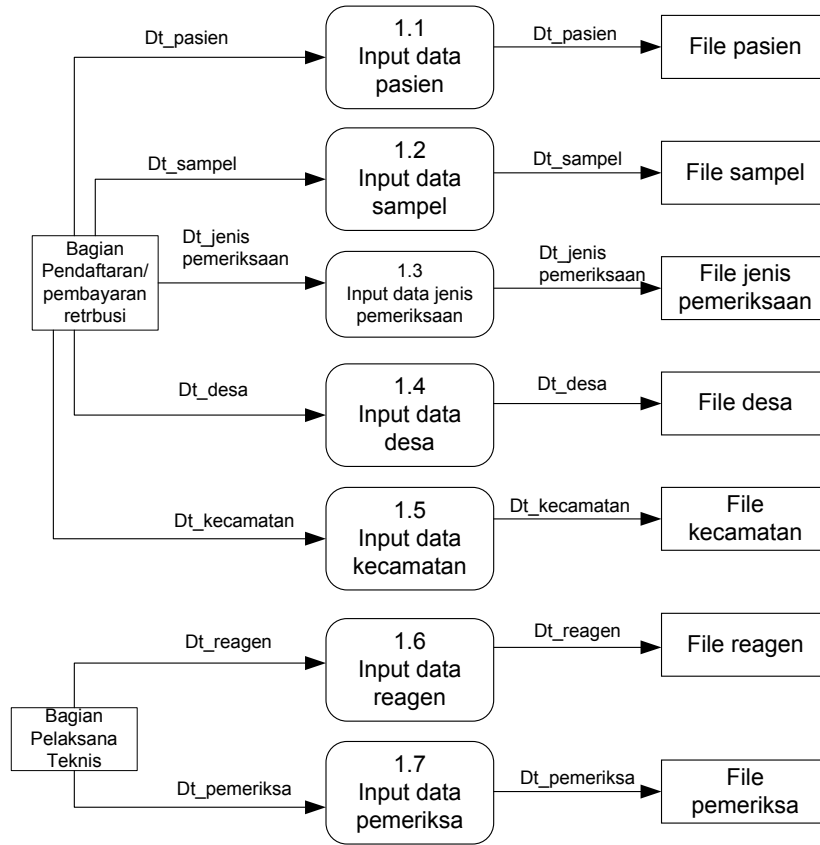 Dt_pasien
1.1
Input data
pasien
Dt_pasien
File pasien
Dt_sampel
1.2
Input data
sampel
Dt_sampel
File sampel
Bagian
Pendaftaran/
pembayaran
retrbusi
Dt_jenis
pemeriksaan
1.3
Input data jenis
pemeriksaan
Dt_jenis
pemeriksaan
File jenis
pemeriksaan
Dt_desa
1.4
Input data
desa
Dt_desa
File desa
Dt_kecamatan
1.5
Input data
kecamatan
Dt_kecamatan
File
kecamatan
Dt_reagen
1.6
Input data
reagen
Dt_reagen
File reagen
Bagian
Pelaksana
Teknis
Dt_pemeriksa
1.7
Input data
pemeriksa
Dt_pemeriksa
File
pemeriksa